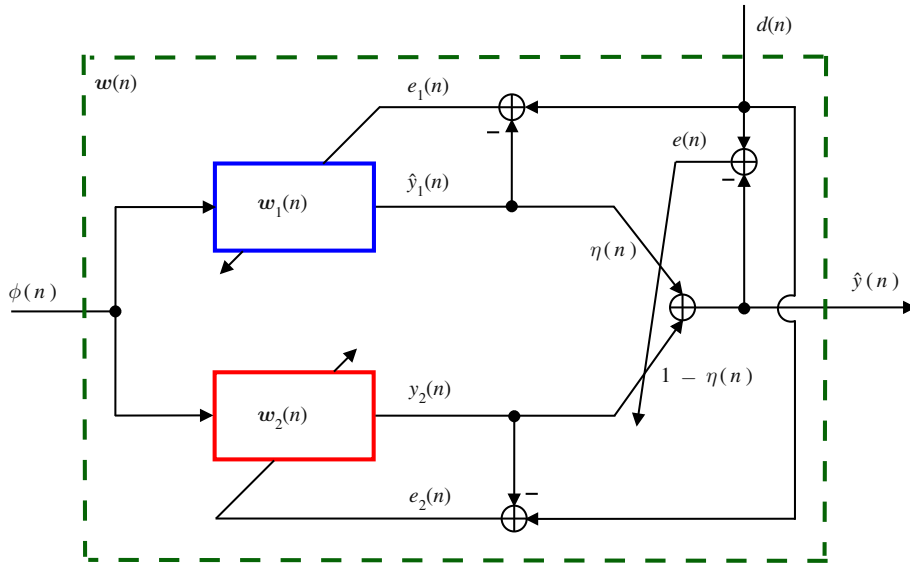 d(n)
w(n)
e₁(n)
e(n)
−
−
ŷ₁(n)
w₁(n)
η(n)
ϕ(n)
ŷ(n)
1 − η(n)
y₂(n)
w₂(n)
e₂(n)
−